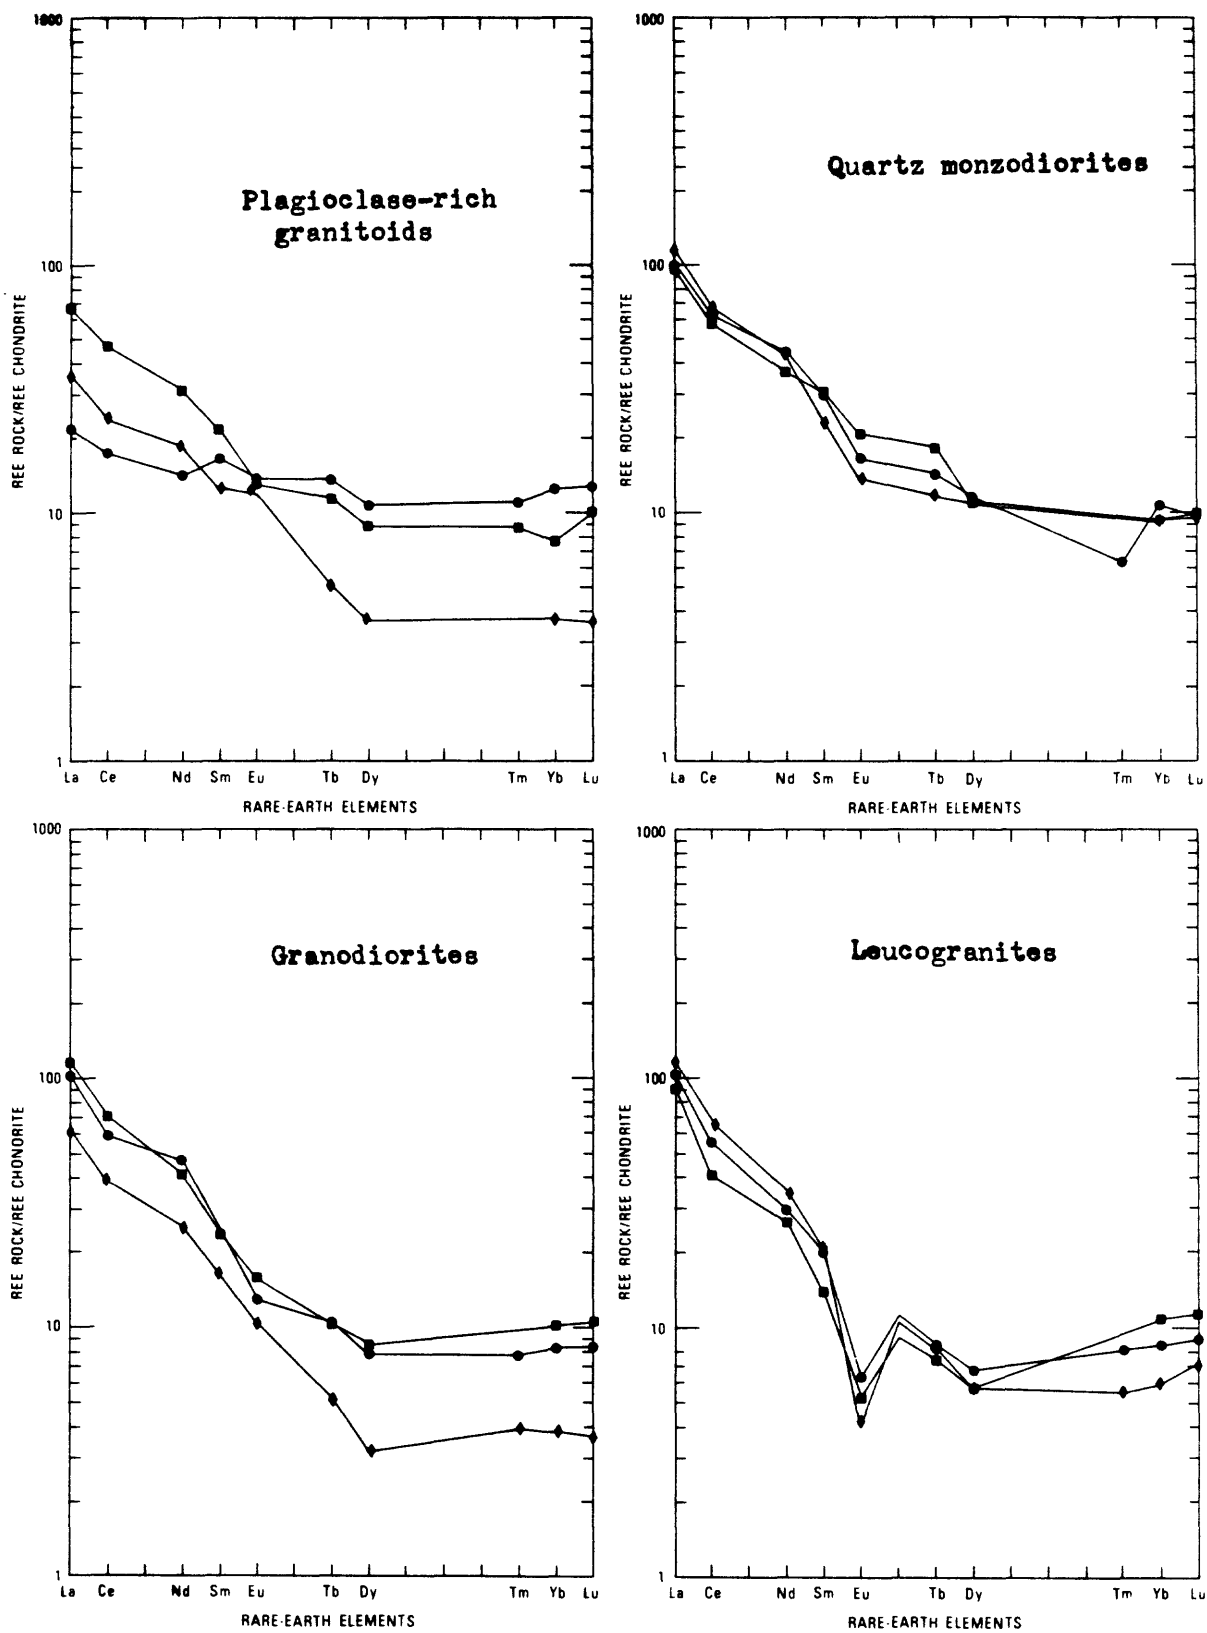 1000
Plagioclase-rich
granitoids
100
10
1
REE ROCK/REE CHONDRITE
La Ce Nd Sm Eu Tb Dy Tm Yb Lu
RARE-EARTH ELEMENTS
1000
Quartz monzodiorites
100
10
1
REE ROCK/REE CHONDRITE
La Ce Nd Sm Eu Tb Dy Tm Yb Lu
RARE-EARTH ELEMENTS
1000
Granodiorites
100
10
1
REE ROCK/REE CHONDRITE
La Ce Nd Sm Eu Tb Dy Tm Yb Lu
RARE-EARTH ELEMENTS
1000
Leucogranites
100
10
1
REE ROCK/REE CHONDRITE
La Ce Nd Sm Eu Tb Dy Tm Yb Lu
RARE-EARTH ELEMENTS